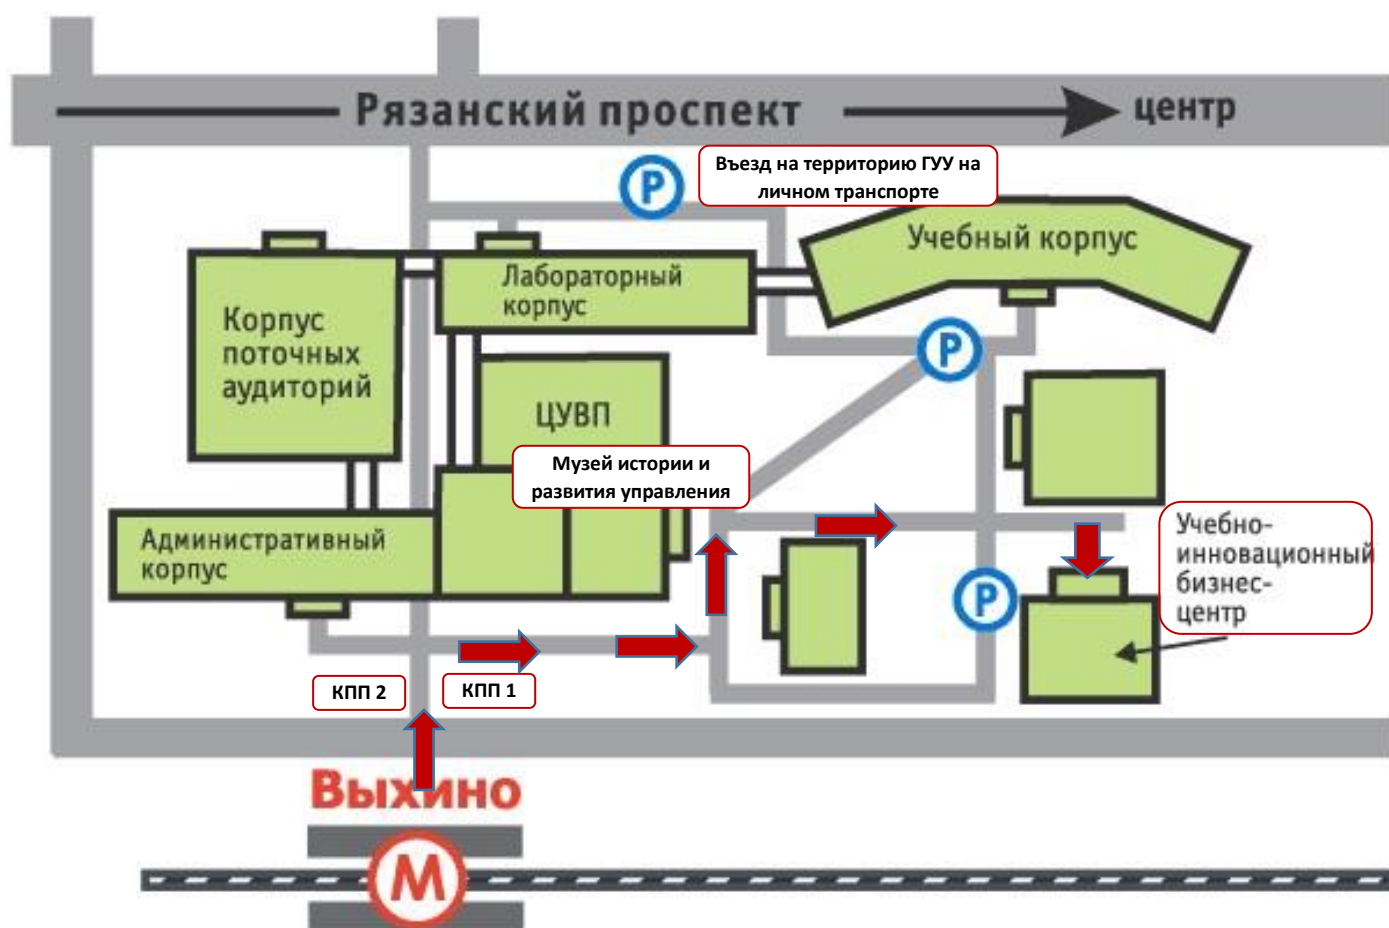 Рязанский проспект
центр
P
Въезд на территорию ГУУ на
личном транспорте
Учебный корпус
Лабораторный
корпус
Корпус
поточных
аудиторий
P
ЦУВП
Музей истории и
развития управления
Административный
корпус
Учебно-
инновационный
бизнес-
центр
P
КПП 2
КПП 1
Выхино
М